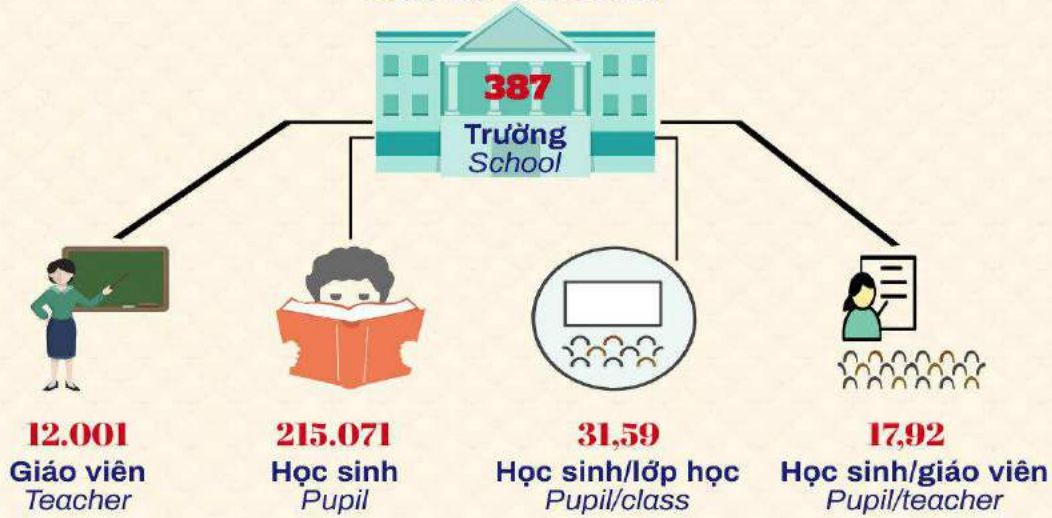 387
Trường
School
12.001
Giáo viên
Teacher
215.071
Học sinh
Pupil
31,59
Học sinh/lớp học
Pupil/class
17,92
Học sinh/giáo viên
Pupil/teacher